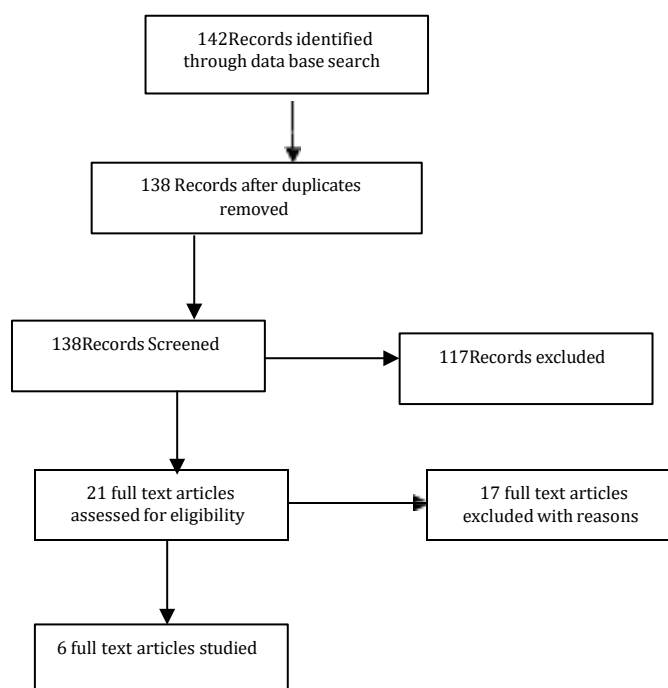 142Records identified
through data base search
138 Records after duplicates
removed
138Records Screened
117Records excluded
21 full text articles
assessed for eligibility
17 full text articles
excluded with reasons
6 full text articles studied